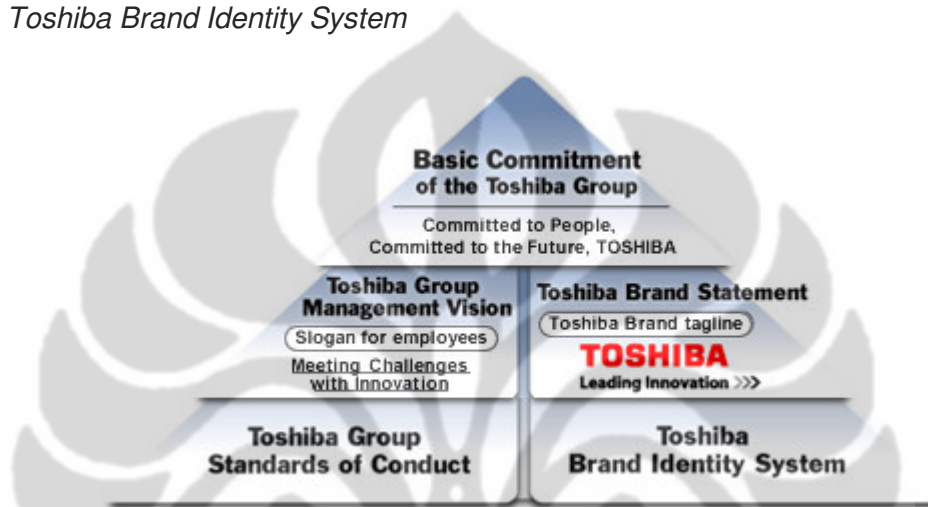 Toshiba Brand Identity System
Basic Commitment
of the Toshiba Group
Committed to People,
Committed to the Future, TOSHIBA
Toshiba Group
Management Vision
Slogan for employees
Meeting Challenges
with Innovation
Toshiba Brand Statement
Toshiba Brand tagline
TOSHIBA
Leading Innovation >>>
Toshiba Group
Standards of Conduct
Toshiba
Brand Identity System